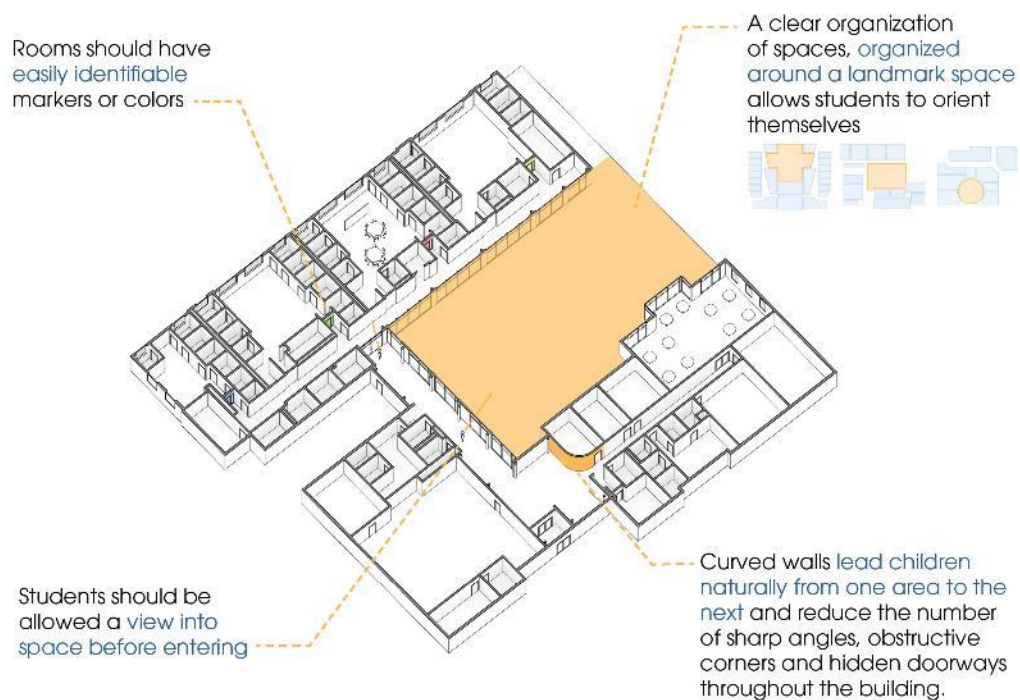 Rooms should have
easily identifiable
markers or colors
A clear organization
of spaces, organized
around a landmark space
allows students to orient
themselves
Students should be
allowed a view into
space before entering
Curved walls lead children
naturally from one area to the
next and reduce the number
of sharp angles, obstructive
corners and hidden doorways
throughout the building.